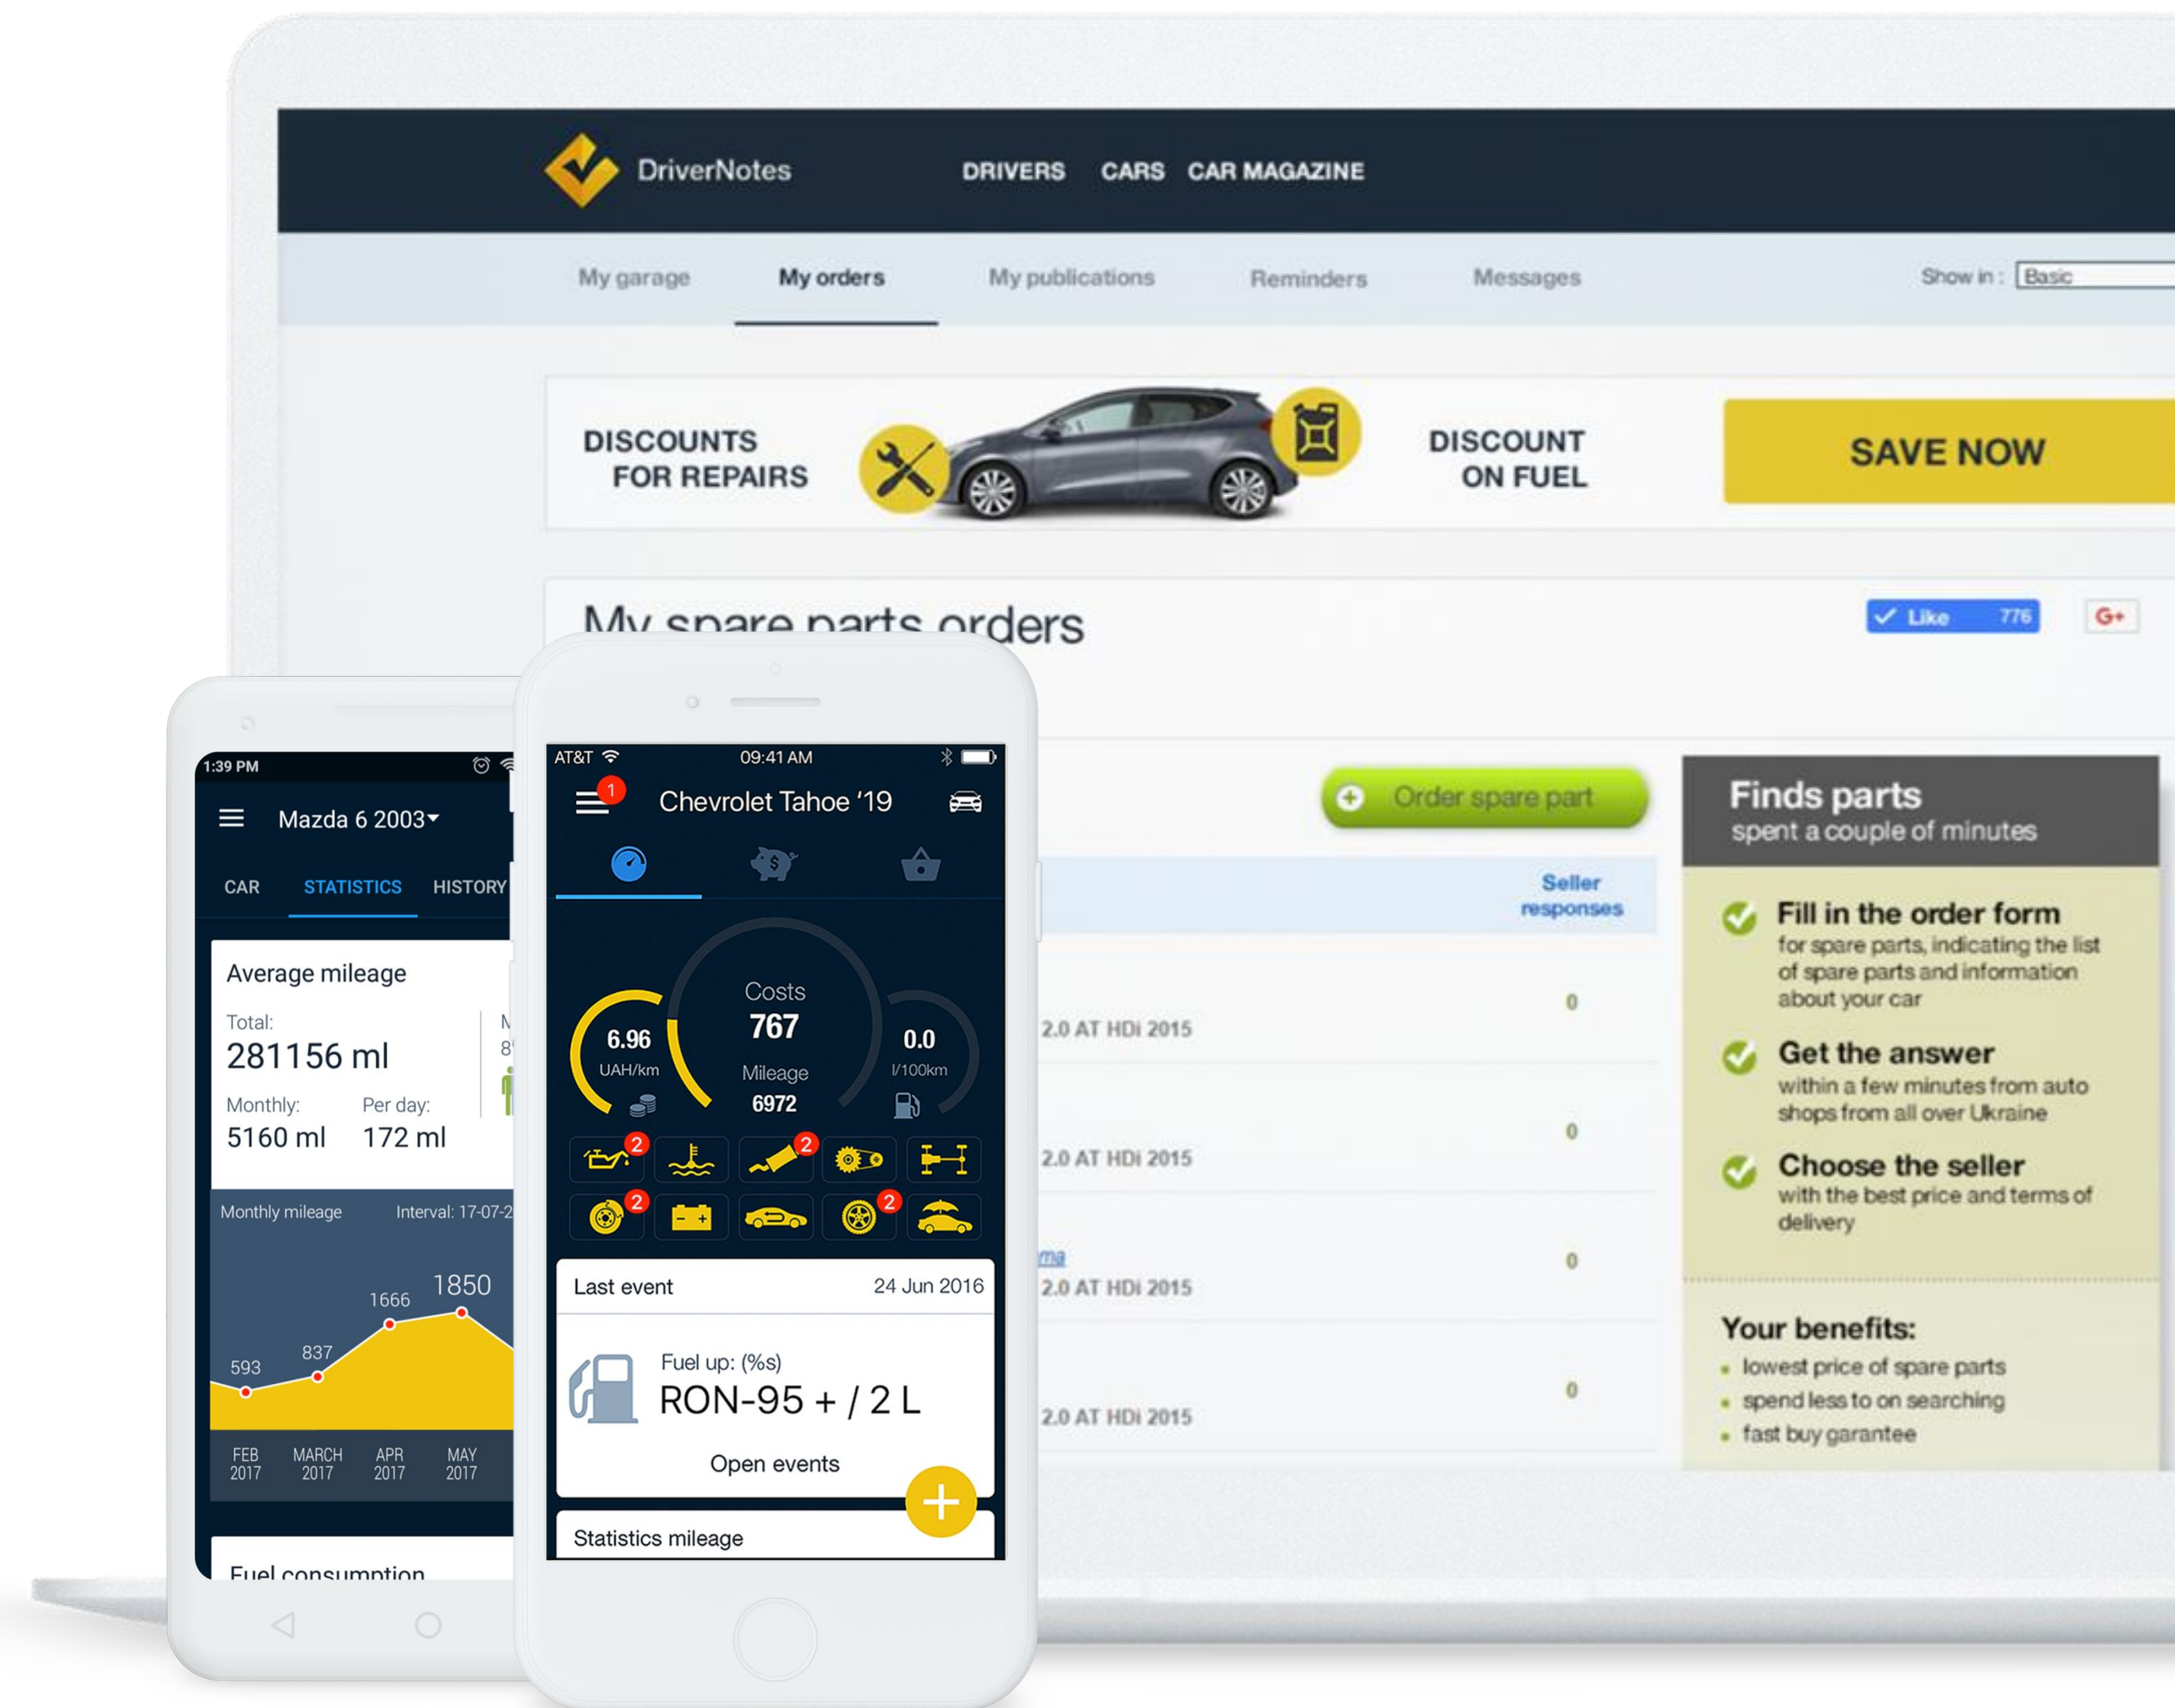 DriverNotes
DRIVERS CARS CAR MAGAZINE
My garage My orders My publications Reminders Messages
Show in : Basic
DISCOUNTS
FOR REPAIRS
DISCOUNT
ON FUEL
SAVE NOW
My spare parts orders
Like 776
G+
Order spare part
Seller
responses
0
2.0 AT HDi 2015
0
2.0 AT HDi 2015
ma
0
2.0 AT HDi 2015
0
2.0 AT HDi 2015
Finds parts
spent a couple of minutes
Fill in the order form
for spare parts, indicating the list
of spare parts and information
about your car
Get the answer
within a few minutes from auto
shops from all over Ukraine
Choose the seller
with the best price and terms of
delivery
Your benefits:
lowest price of spare parts
spend less to on searching
fast buy garantee
1:39 PM
Mazda 6 2003
CAR STATISTICS HISTORY
Average mileage
Total:
281156 ml
Monthly: Per day:
5160 ml 172 ml
Monthly mileage Interval: 17-07-2
593 837 1666 1850
FEB MARCH APR MAY
2017 2017 2017 2017
Fuel consumption
AT&T 09:41 AM
1
Chevrolet Tahoe ‘19
Costs
767
6.96
UAH/km
0.0
l/100km
Mileage
6972
2 2
2 2
Last event 24 Jun 2016
Fuel up: (%s)
RON-95 + / 2 L
Open events
Statistics mileage